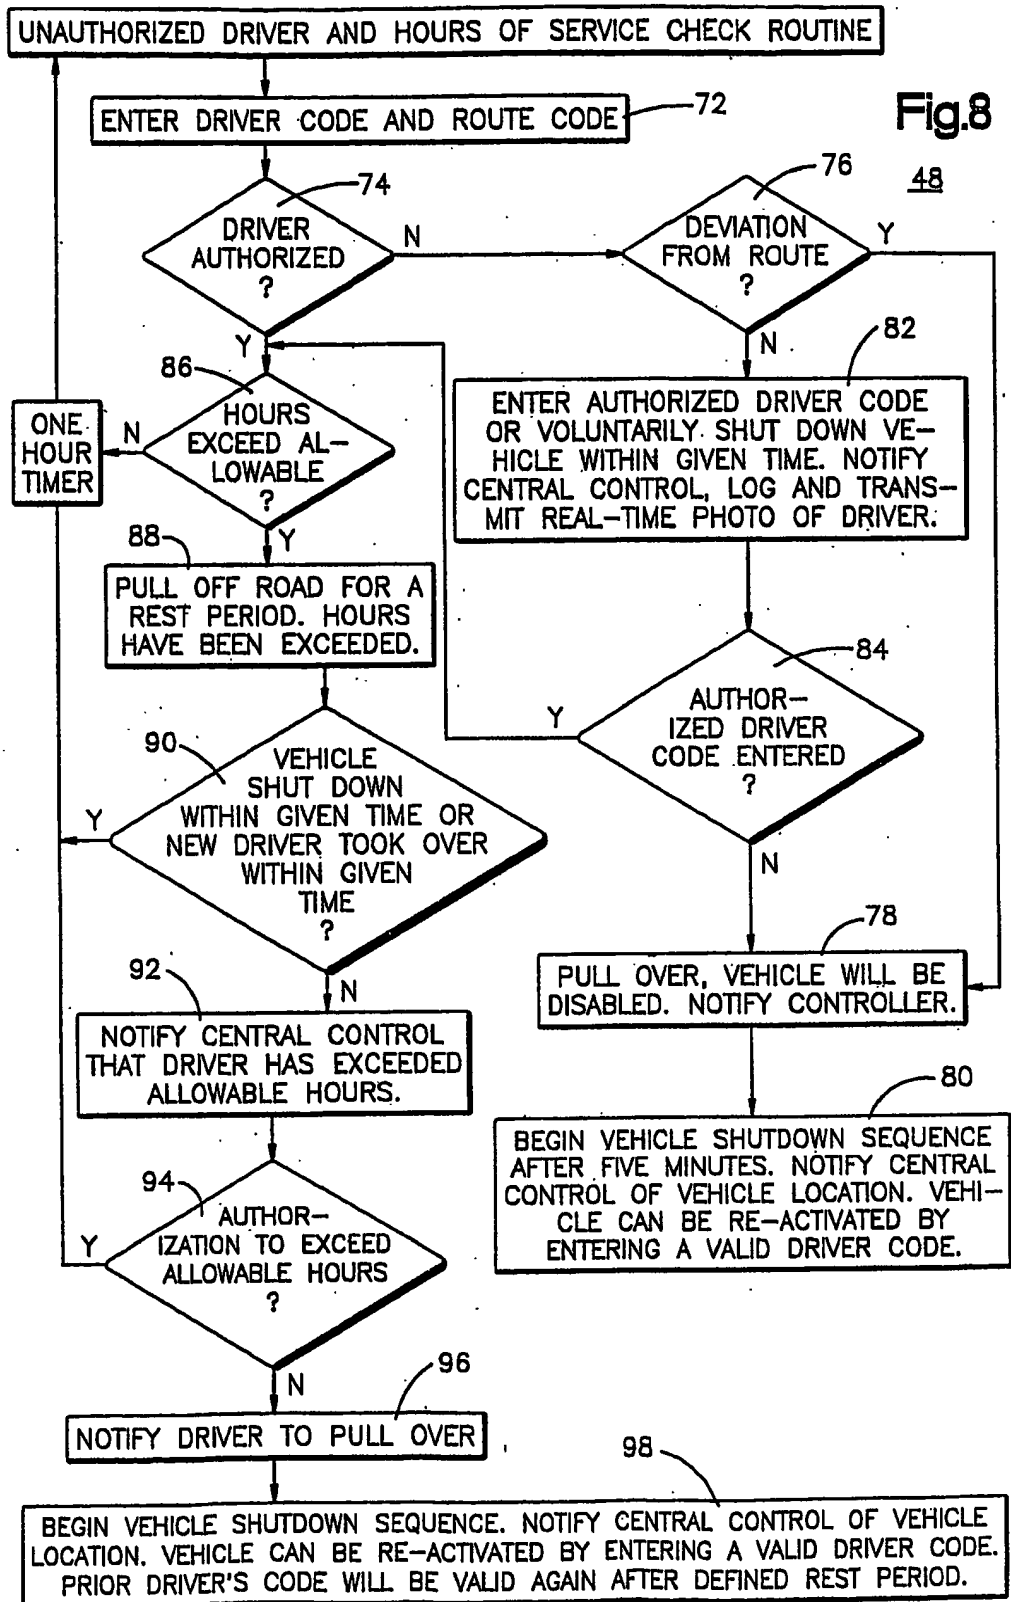 UNAUTHORIZED DRIVER AND HOURS OF SERVICE CHECK ROUTINE
ENTER DRIVER CODE AND ROUTE CODE
72
Fig.8
48
74
DRIVER
AUTHORIZED
?
N
Y
76
DEVIATION
FROM ROUTE
?
Y
N
82
ENTER AUTHORIZED DRIVER CODE
OR VOLUNTARILY SHUT DOWN VE-
HICLE WITHIN GIVEN TIME. NOTIFY
CENTRAL CONTROL, LOG AND TRANS-
MIT REAL-TIME PHOTO OF DRIVER.
86
HOURS
EXCEED AL-
LOWABLE
?
N
Y
ONE
HOUR
TIMER
88
PULL OFF ROAD FOR A
REST PERIOD. HOURS
HAVE BEEN EXCEEDED.
84
AUTHOR-
IZED DRIVER
CODE ENTERED
?
Y
N
90
VEHICLE
SHUT DOWN
WITHIN GIVEN TIME OR
NEW DRIVER TOOK OVER
WITHIN GIVEN
TIME
?
Y
N
78
PULL OVER, VEHICLE WILL BE
DISABLED. NOTIFY CONTROLLER.
92
NOTIFY CENTRAL CONTROL
THAT DRIVER HAS EXCEEDED
ALLOWABLE HOURS.
80
BEGIN VEHICLE SHUTDOWN SEQUENCE
AFTER FIVE MINUTES. NOTIFY CENTRAL
CONTROL OF VEHICLE LOCATION. VEHI-
CLE CAN BE RE-ACTIVATED BY
ENTERING A VALID DRIVER CODE.
94
AUTHOR-
IZATION TO EXCEED
ALLOWABLE HOURS
?
Y
N
96
NOTIFY DRIVER TO PULL OVER
98
BEGIN VEHICLE SHUTDOWN SEQUENCE. NOTIFY CENTRAL CONTROL OF VEHICLE
LOCATION. VEHICLE CAN BE RE-ACTIVATED BY ENTERING A VALID DRIVER CODE.
PRIOR DRIVER'S CODE WILL BE VALID AGAIN AFTER DEFINED REST PERIOD.